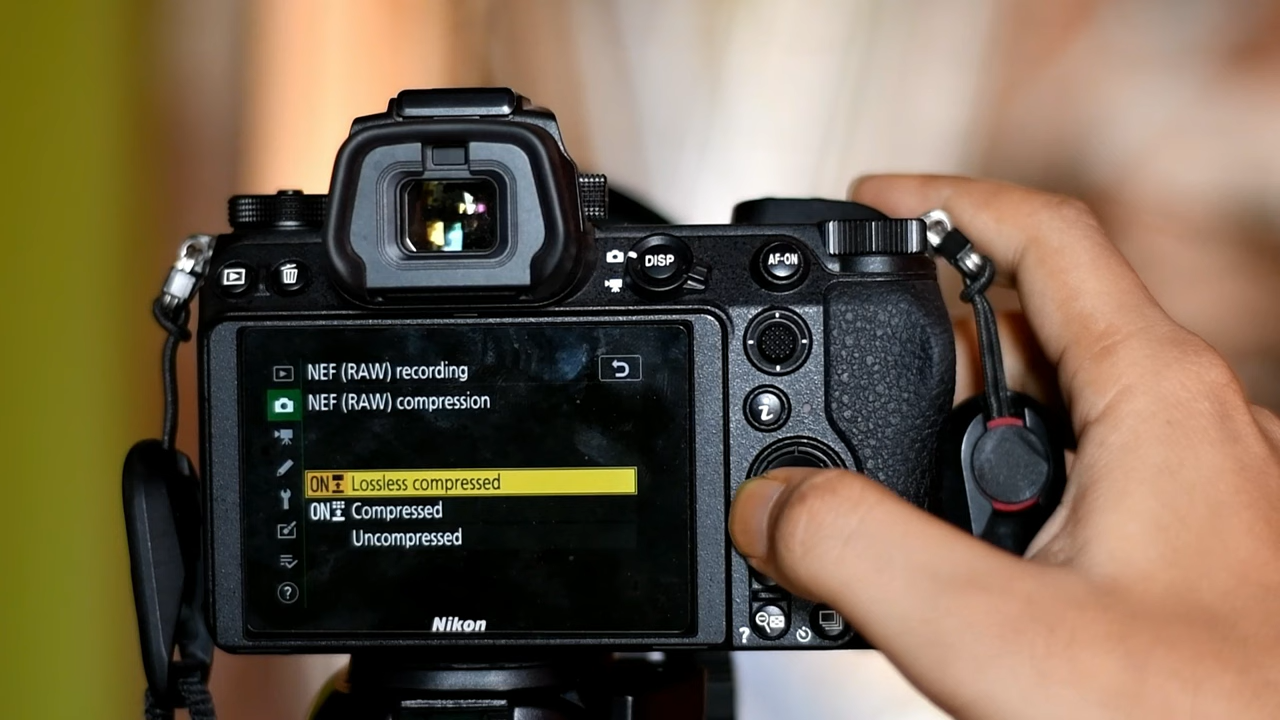 DISP
AF-ON
NEF (RAW) recording
NEF (RAW) compression
i
ON Lossless compressed
ON Compressed
Uncompressed
?
Nikon
?